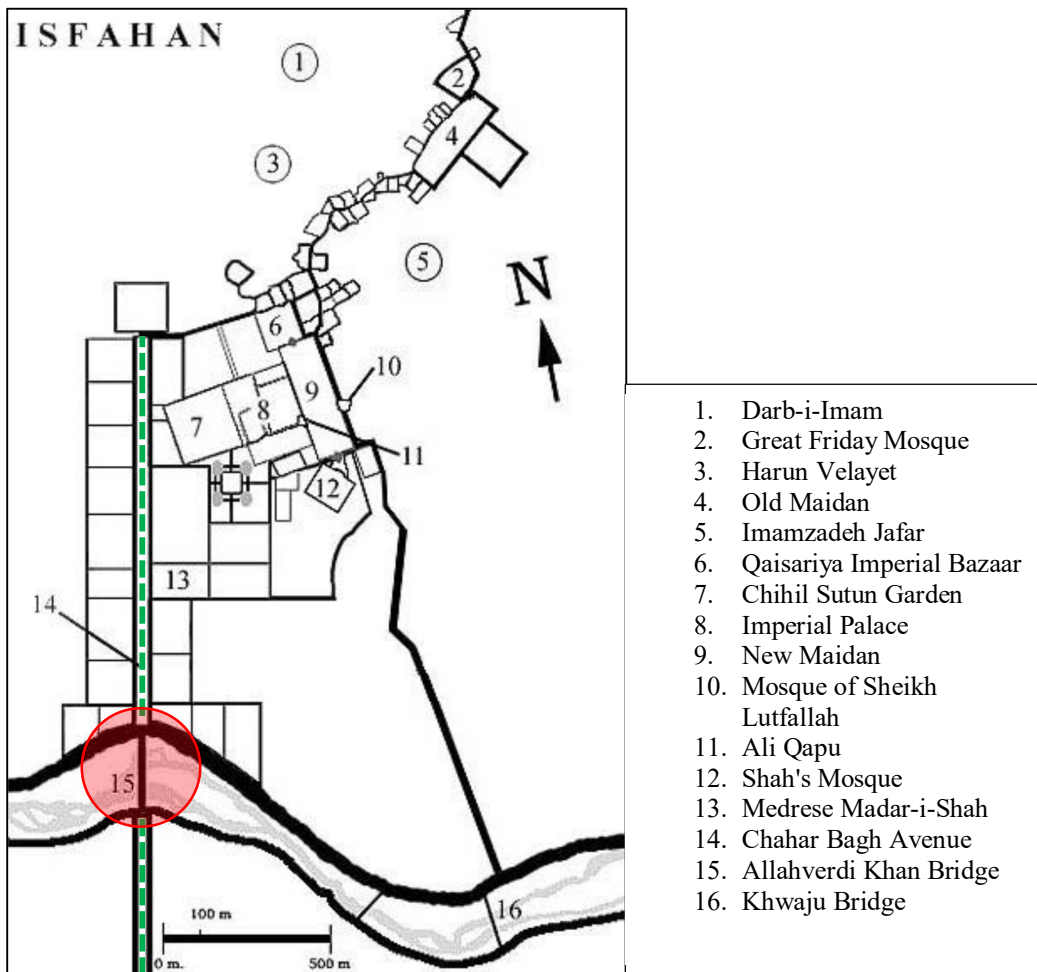 ISFAHAN
1
2
4
3
5
N
6
10
9
7
8
11
12
13
14
15
16
100 m
0 m.
500 m
1. Darb-i-Imam
2. Great Friday Mosque
3. Harun Velayet
4. Old Maidan
5. Imamzadeh Jafar
6. Qaisariya Imperial Bazaar
7. Chihil Sutun Garden
8. Imperial Palace
9. New Maidan
10. Mosque of Sheikh
Lutfallah
11. Ali Qapu
12. Shah's Mosque
13. Medrese Madar-i-Shah
14. Chahar Bagh Avenue
15. Allahverdi Khan Bridge
16. Khwaju Bridge